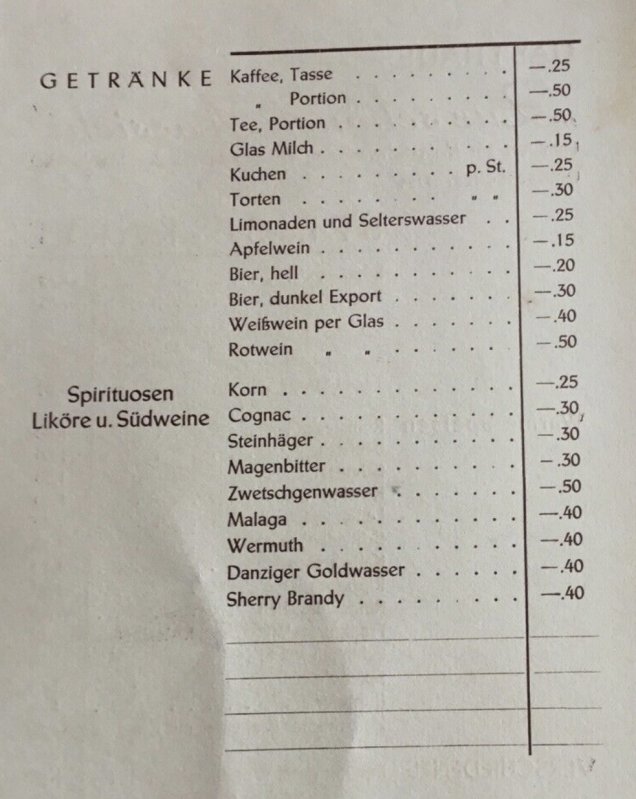 GETRÄNKE Kaffee, Tasse . . . . . . . . . —.25
„ Portion . . . . . . . . —.50
Tee, Portion . . . . . . . . . —.50
Glas Milch . . . . . . . . . . —.15
Kuchen . . . . . . . . . p. St. —.25
Torten . . . . . . . . „ „ —.30
Limonaden und Selterswasser . . —.25
Apfelwein . . . . . . . . . . —.15
Bier, hell . . . . . . . . . . —.20
Bier, dunkel Export . . . . . . —.30
Weißwein per Glas . . . . . . —.40
Rotwein „ „ . . . . . . —.50
Spirituosen Korn . . . . . . . . . . . —.25
Liköre u. Südweine Cognac . . . . . . . . . . —.30
Steinhäger . . . . . . . . . . —.30
Magenbitter . . . . . . . . . —.30
Zwetschgenwasser . . . . . . —.50
Malaga . . . . . . . . . . . —.40
Wermuth . . . . . . . . . . —.40
Danziger Goldwasser . . . . . —.40
Sherry Brandy . . . . . . . . —.40